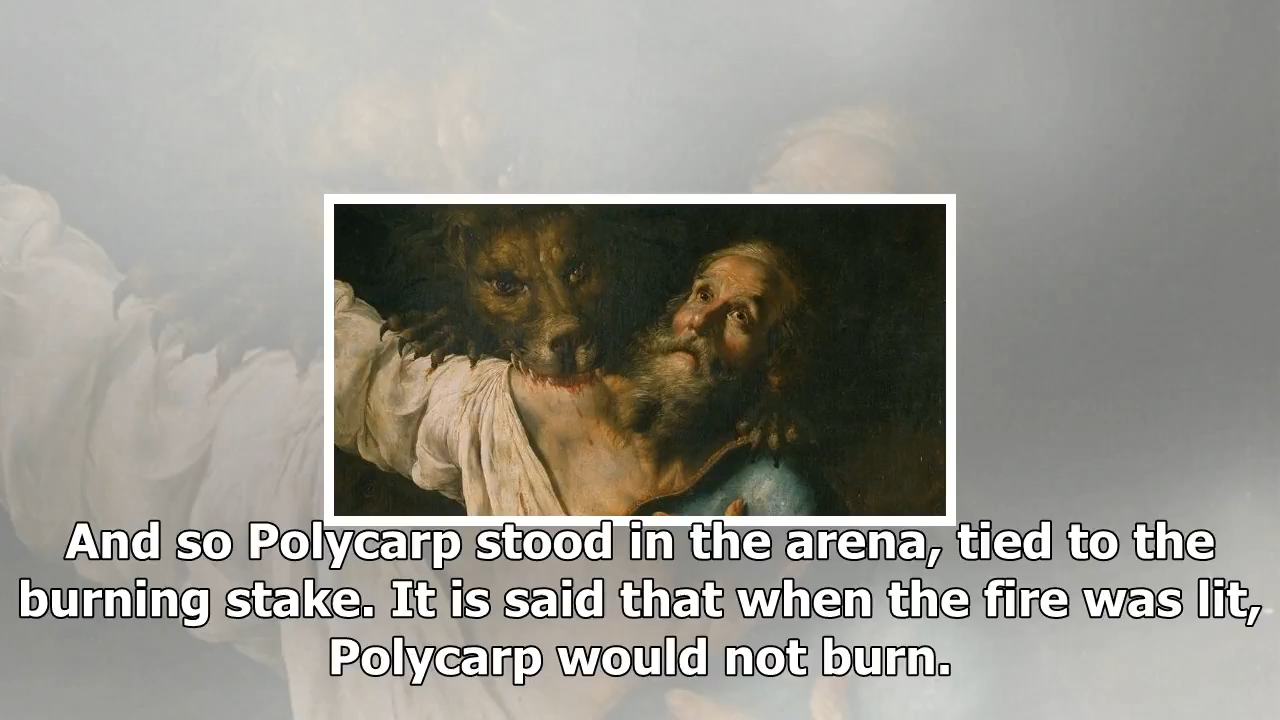 And so Polycarp stood in the arena, tied to the
burning stake. It is said that when the fire was lit,
Polycarp would not burn.